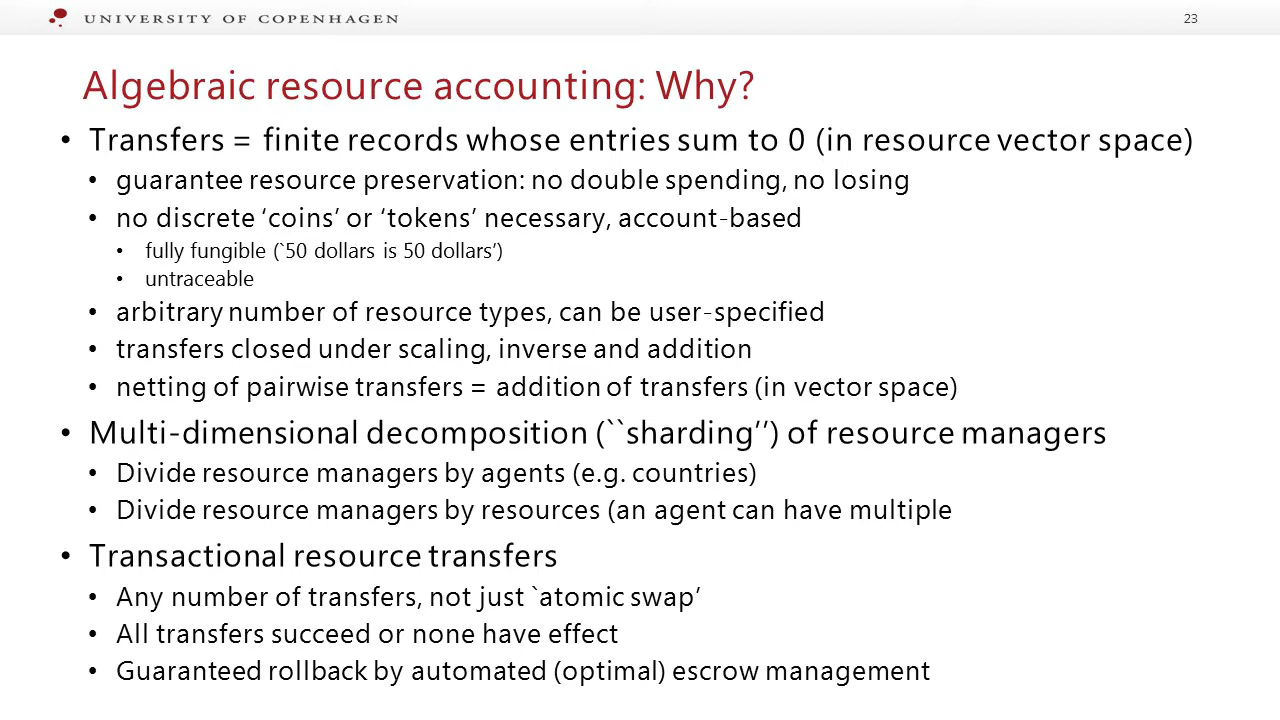 UNIVERSITY OF COPENHAGEN
23
Algebraic resource accounting: Why?
• Transfers = finite records whose entries sum to 0 (in resource vector space)
• guarantee resource preservation: no double spending, no losing
• no discrete ‘coins’ or ‘tokens’ necessary, account-based
• fully fungible (`50 dollars is 50 dollars’)
• untraceable
• arbitrary number of resource types, can be user-specified
• transfers closed under scaling, inverse and addition
• netting of pairwise transfers = addition of transfers (in vector space)
• Multi-dimensional decomposition (``sharding’’) of resource managers
• Divide resource managers by agents (e.g. countries)
• Divide resource managers by resources (an agent can have multiple
• Transactional resource transfers
• Any number of transfers, not just `atomic swap’
• All transfers succeed or none have effect
• Guaranteed rollback by automated (optimal) escrow management